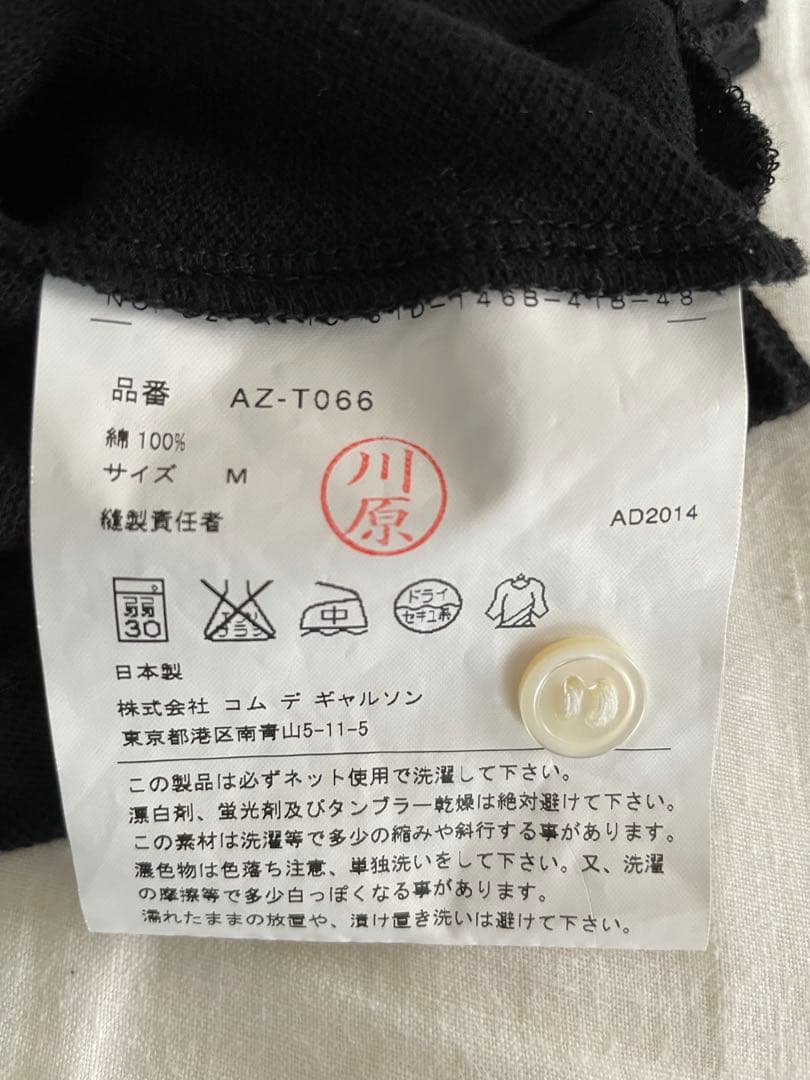 品番 AZ-T066
綿 100%
サイズ M
縫製責任者 川原 AD2014
弱 30 エンソ サラシ 中 ドライ セキユ系
日本製
株式会社 コム デ ギャルソン
東京都港区南青山5-11-5
この製品は必ずネット使用で洗濯して下さい。
漂白剤、蛍光剤及びタンブラー乾燥は絶対避けて下さい。
この素材は洗濯等で多少の縮みや斜行する事があります。
濃色物は色落ち注意、単独洗いをして下さい。又、洗濯
の摩擦等で多少白っぽくなる事があります。
濡れたままの放置や、漬け置き洗いは避けて下さい。